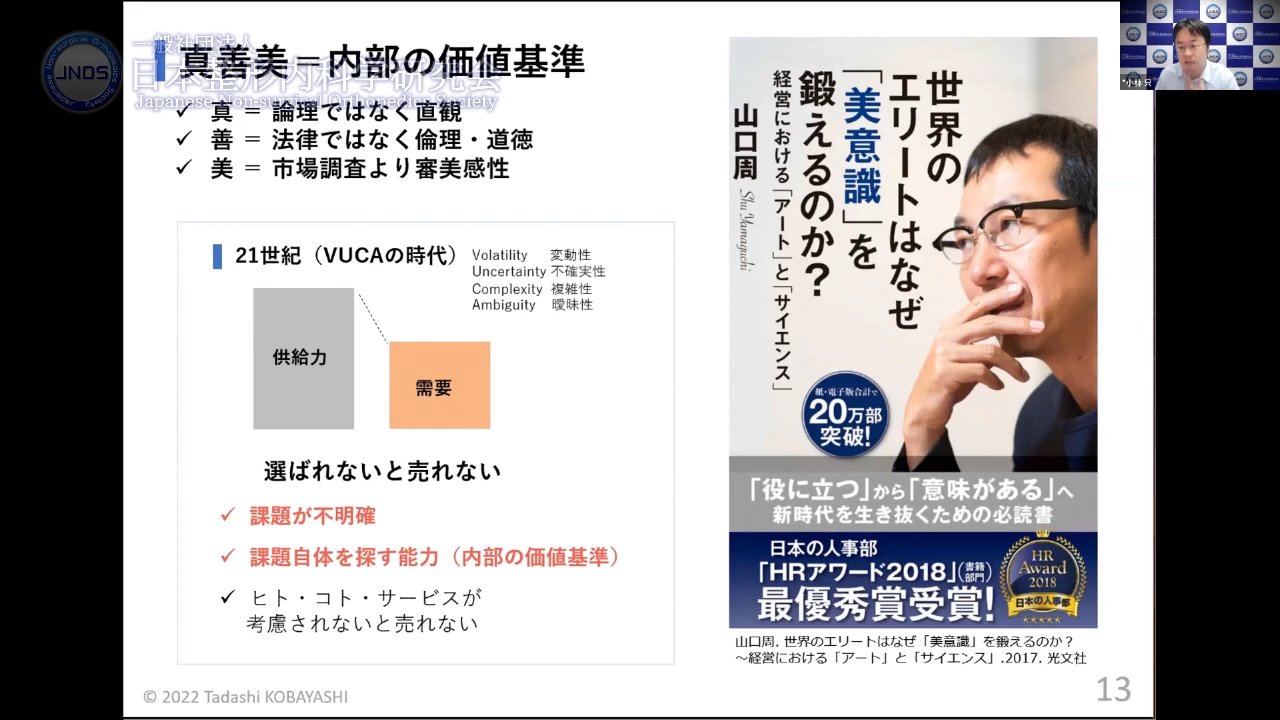 一般社団法人
日本整形内科学研究会
Japanese Non-surgical Orthopedics Society
JNOS
Japanese Non-surgical Orthopedics Society
真善美＝内部の価値基準
✓ 真 ＝ 論理ではなく直観
✓ 善 ＝ 法律ではなく倫理・道徳
✓ 美 ＝ 市場調査より審美感性
21世紀（VUCAの時代）
Volatility 変動性
Uncertainty 不確実性
Complexity 複雑性
Ambiguity 曖昧性
供給力
需要
選ばれないと売れない
✓ 課題が不明確
✓ 課題自体を探す能力（内部の価値基準）
✓ ヒト・コト・サービスが
考慮されないと売れない
© 2022 Tadashi KOBAYASHI
世界の
エリートはなぜ
「美意識」を
鍛えるのか？
経営における「アート」と「サイエンス」
山口周
Shu Yamaguchi
紙・電子版合計で
20万部
突破！
「役に立つ」から「意味がある」へ
新時代を生き抜くための必読書
日本の人事部
「HRアワード2018」（書籍部門）
最優秀賞受賞！
HR
Award
2018
日本の人事部
山口周. 世界のエリートはなぜ「美意識」を鍛えるのか？
～経営における「アート」と「サイエンス」.2017. 光文社
13
小林 只